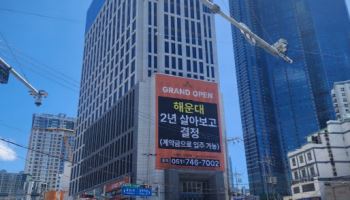 GRAND OPEN
해운대
2년 살아보고
결정
(계약금으로 입주 가능)
051-746-7002